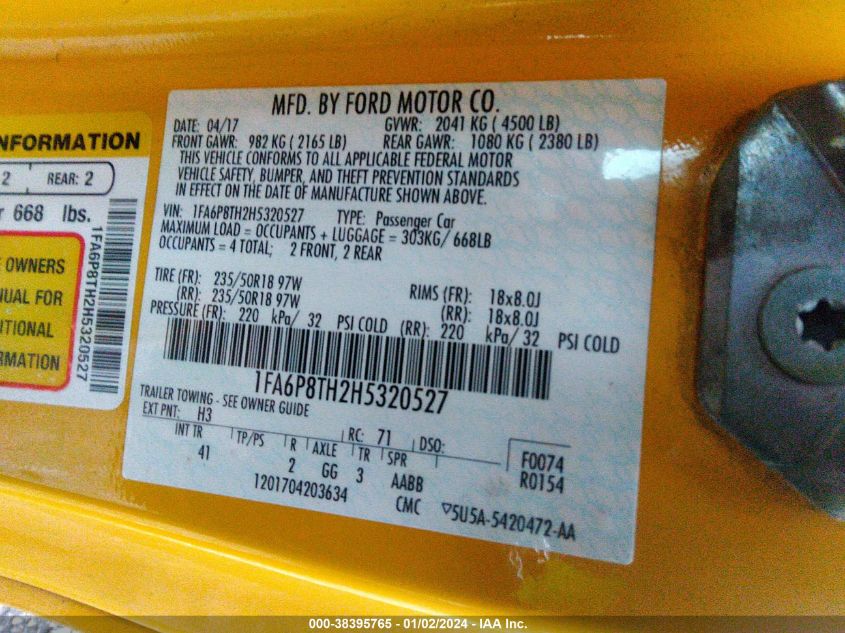 MFD. BY FORD MOTOR CO.
DATE: 04/17 GVWR: 2041 KG ( 4500 LB)
FRONT GAWR: 982 KG ( 2165 LB) REAR GAWR: 1080 KG ( 2380 LB)
THIS VEHICLE CONFORMS TO ALL APPLICABLE FEDERAL MOTOR
VEHICLE SAFETY, BUMPER, AND THEFT PREVENTION STANDARDS
IN EFFECT ON THE DATE OF MANUFACTURE SHOWN ABOVE.
VIN: 1FA6P8TH2H5320527 TYPE: Passenger Car
MAXIMUM LOAD = OCCUPANTS + LUGGAGE = 303KG/ 668LB
OCCUPANTS = 4 TOTAL; 2 FRONT, 2 REAR
TIRE (FR): 235/50R18 97W RIMS (FR): 18x8.0J
(RR): 235/50R18 97W (RR): 18x8.0J
PRESSURE (FR): 220 kPa/ 32 PSI COLD (RR): 220 kPa/ 32 PSI COLD
1FA6P8TH2H5320527
TRAILER TOWING - SEE OWNER GUIDE
EXT PNT: H3 RC: 71 DSO:
INT TR TP/PS R AXLE TR SPR F0074
41 2 GG 3 AABB R0154
1201704203634 CMC ▽5U5A-5420472-AA
INFORMATION
2 REAR: 2
668 lbs.
OWNERS
FOR
1FA6P8TH2H5320527
000-38395765 - 01/02/2024 - IAA Inc.